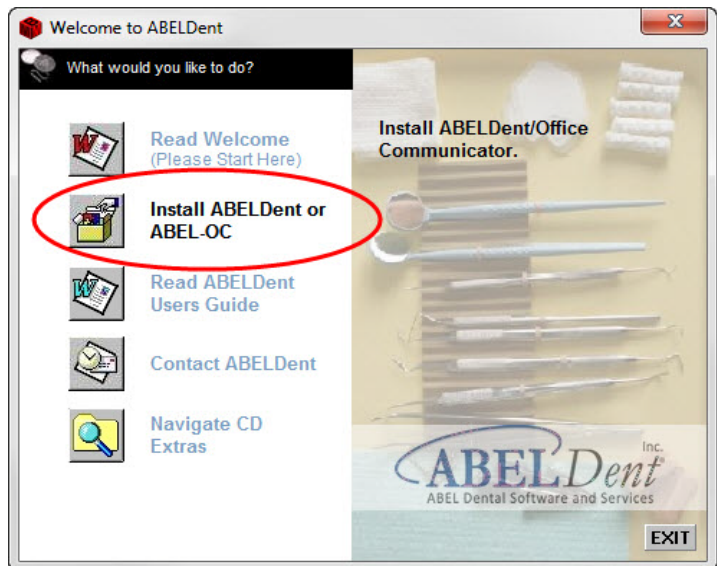 Welcome to ABELDent
What would you like to do?
Read Welcome
(Please Start Here)
Install ABELDent or
ABEL-OC
Read ABELDent
Users Guide
Contact ABELDent
Navigate CD
Extras
Install ABELDent/Office
Communicator.
Inc.
ABELDent®
ABEL Dental Software and Services
EXIT